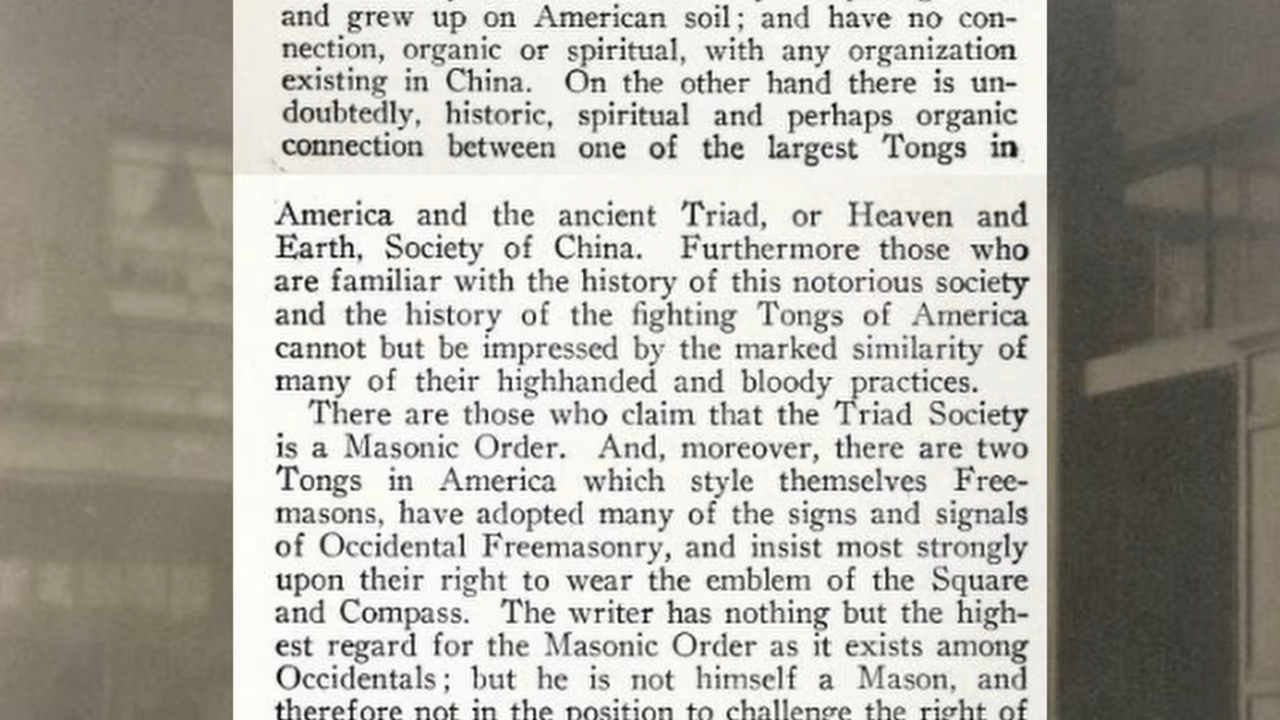 and grew up on American soil; and have no con-
nection, organic or spiritual, with any organization
existing in China. On the other hand there is un-
doubtedly, historic, spiritual and perhaps organic
connection between one of the largest Tongs in
America and the ancient Triad, or Heaven and
Earth, Society of China. Furthermore those who
are familiar with the history of this notorious society
and the history of the fighting Tongs of America
cannot but be impressed by the marked similarity of
many of their highhanded and bloody practices.
There are those who claim that the Triad Society
is a Masonic Order. And, moreover, there are two
Tongs in America which style themselves Free-
masons, have adopted many of the signs and signals
of Occidental Freemasonry, and insist most strongly
upon their right to wear the emblem of the Square
and Compass. The writer has nothing but the high-
est regard for the Masonic Order as it exists among
Occidentals; but he is not himself a Mason, and
therefore not in the position to challenge the right of